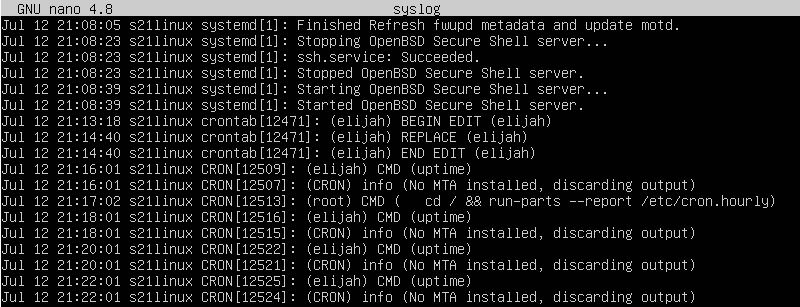 GNU nano 4.8 syslog
Jul 12 21:08:05 s21linux systemd[1]: Finished Refresh fwupd metadata and update motd.
Jul 12 21:08:23 s21linux systemd[1]: Stopping OpenBSD Secure Shell server...
Jul 12 21:08:23 s21linux systemd[1]: ssh.service: Succeeded.
Jul 12 21:08:23 s21linux systemd[1]: Stopped OpenBSD Secure Shell server.
Jul 12 21:08:39 s21linux systemd[1]: Starting OpenBSD Secure Shell server...
Jul 12 21:08:39 s21linux systemd[1]: Started OpenBSD Secure Shell server.
Jul 12 21:13:18 s21linux crontab[12471]: (elijah) BEGIN EDIT (elijah)
Jul 12 21:14:40 s21linux crontab[12471]: (elijah) REPLACE (elijah)
Jul 12 21:14:40 s21linux crontab[12471]: (elijah) END EDIT (elijah)
Jul 12 21:16:01 s21linux CRON[12509]: (elijah) CMD (uptime)
Jul 12 21:16:01 s21linux CRON[12507]: (CRON) info (No MTA installed, discarding output)
Jul 12 21:17:02 s21linux CRON[12513]: (root) CMD (   cd / && run-parts --report /etc/cron.hourly)
Jul 12 21:18:01 s21linux CRON[12516]: (elijah) CMD (uptime)
Jul 12 21:18:01 s21linux CRON[12515]: (CRON) info (No MTA installed, discarding output)
Jul 12 21:20:01 s21linux CRON[12522]: (elijah) CMD (uptime)
Jul 12 21:20:01 s21linux CRON[12521]: (CRON) info (No MTA installed, discarding output)
Jul 12 21:22:01 s21linux CRON[12525]: (elijah) CMD (uptime)
Jul 12 21:22:01 s21linux CRON[12524]: (CRON) info (No MTA installed, discarding output)